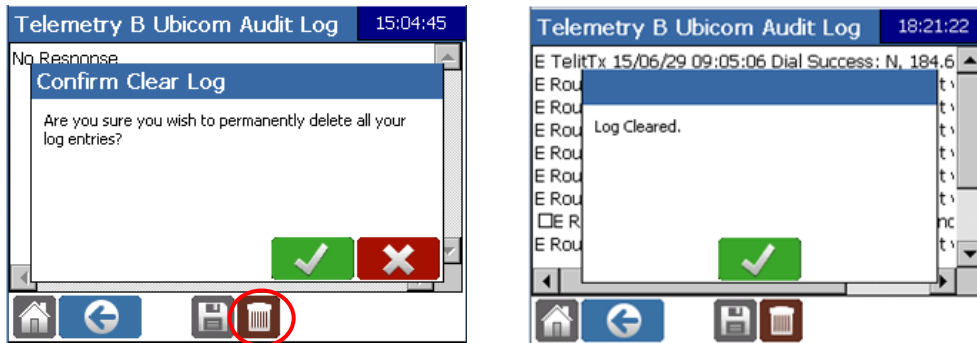 Telemetry B Ubicom Audit Log 15:04:45
No Response
Confirm Clear Log
Are you sure you wish to permanently delete all your
log entries?
Telemetry B Ubicom Audit Log 18:21:22
E TelitTx 15/06/29 09:05:06 Dial Success: N, 184.6
E Rou
E Rou
Log Cleared.
E Rou
E Rou
E Rou
E R
E Rou